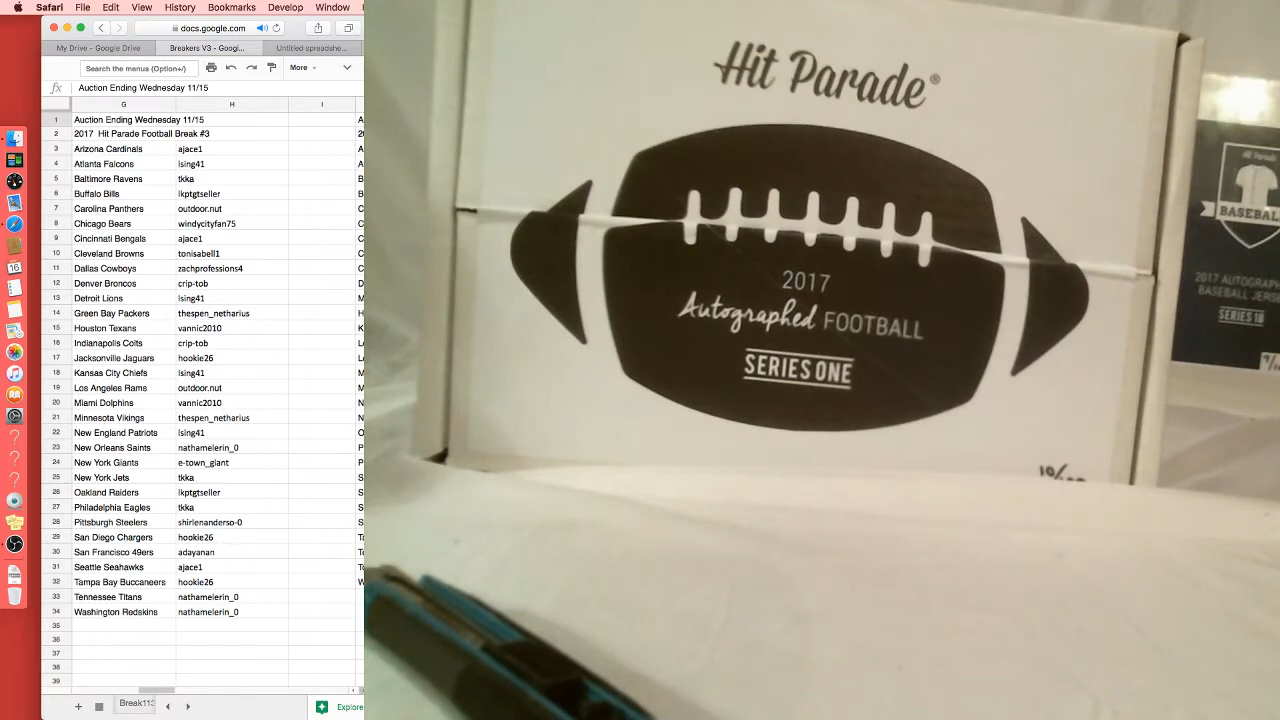 Safari File Edit View History Bookmarks Develop Window
docs.google.com
My Drive - Google Drive Breakers V3 - Googl... Untitled spreadshe...
Search the menus (Option+/) More
fx Auction Ending Wednesday 11/15
G H I
1 Auction Ending Wednesday 11/15
2 2017 Hit Parade Football Break #3
3 Arizona Cardinals ajace1
4 Atlanta Falcons lsing41
5 Baltimore Ravens tkka
6 Buffalo Bills lkptgtseller
7 Carolina Panthers outdoor.nut
8 Chicago Bears windycityfan75
9 Cincinnati Bengals ajace1
10 Cleveland Browns tonisabell1
11 Dallas Cowboys zachprofessions4
12 Denver Broncos crip-tob
13 Detroit Lions lsing41
14 Green Bay Packers thespen_netharius
15 Houston Texans vannic2010
16 Indianapolis Colts crip-tob
17 Jacksonville Jaguars hookie26
18 Kansas City Chiefs lsing41
19 Los Angeles Rams outdoor.nut
20 Miami Dolphins vannic2010
21 Minnesota Vikings thespen_netharius
22 New England Patriots lsing41
23 New Orleans Saints nathamelerin_0
24 New York Giants e-town_giant
25 New York Jets tkka
26 Oakland Raiders lkptgtseller
27 Philadelphia Eagles tkka
28 Pittsburgh Steelers shirlenanderso-0
29 San Diego Chargers hookie26
30 San Francisco 49ers adayanan
31 Seattle Seahawks ajace1
32 Tampa Bay Buccaneers hookie26
33 Tennessee Titans nathamelerin_0
34 Washington Redskins nathamelerin_0
35
36
37
38
39
Break113
Explore
16
Hit Parade®
2017
Autographed FOOTBALL
SERIES ONE
Hit Parade
BASEBALL
2017 AUTOGRAPH
BASEBALL JERS
SERIES 10